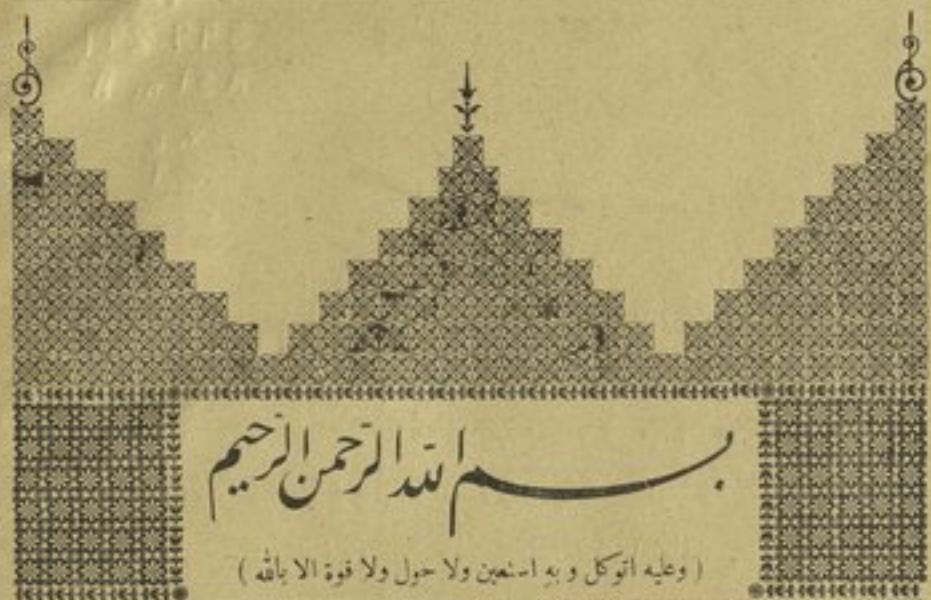 بسم الله الرحمن الرحيم
( وعليه اتوكل و به استعين ولا حول ولا قوة الا بالله )